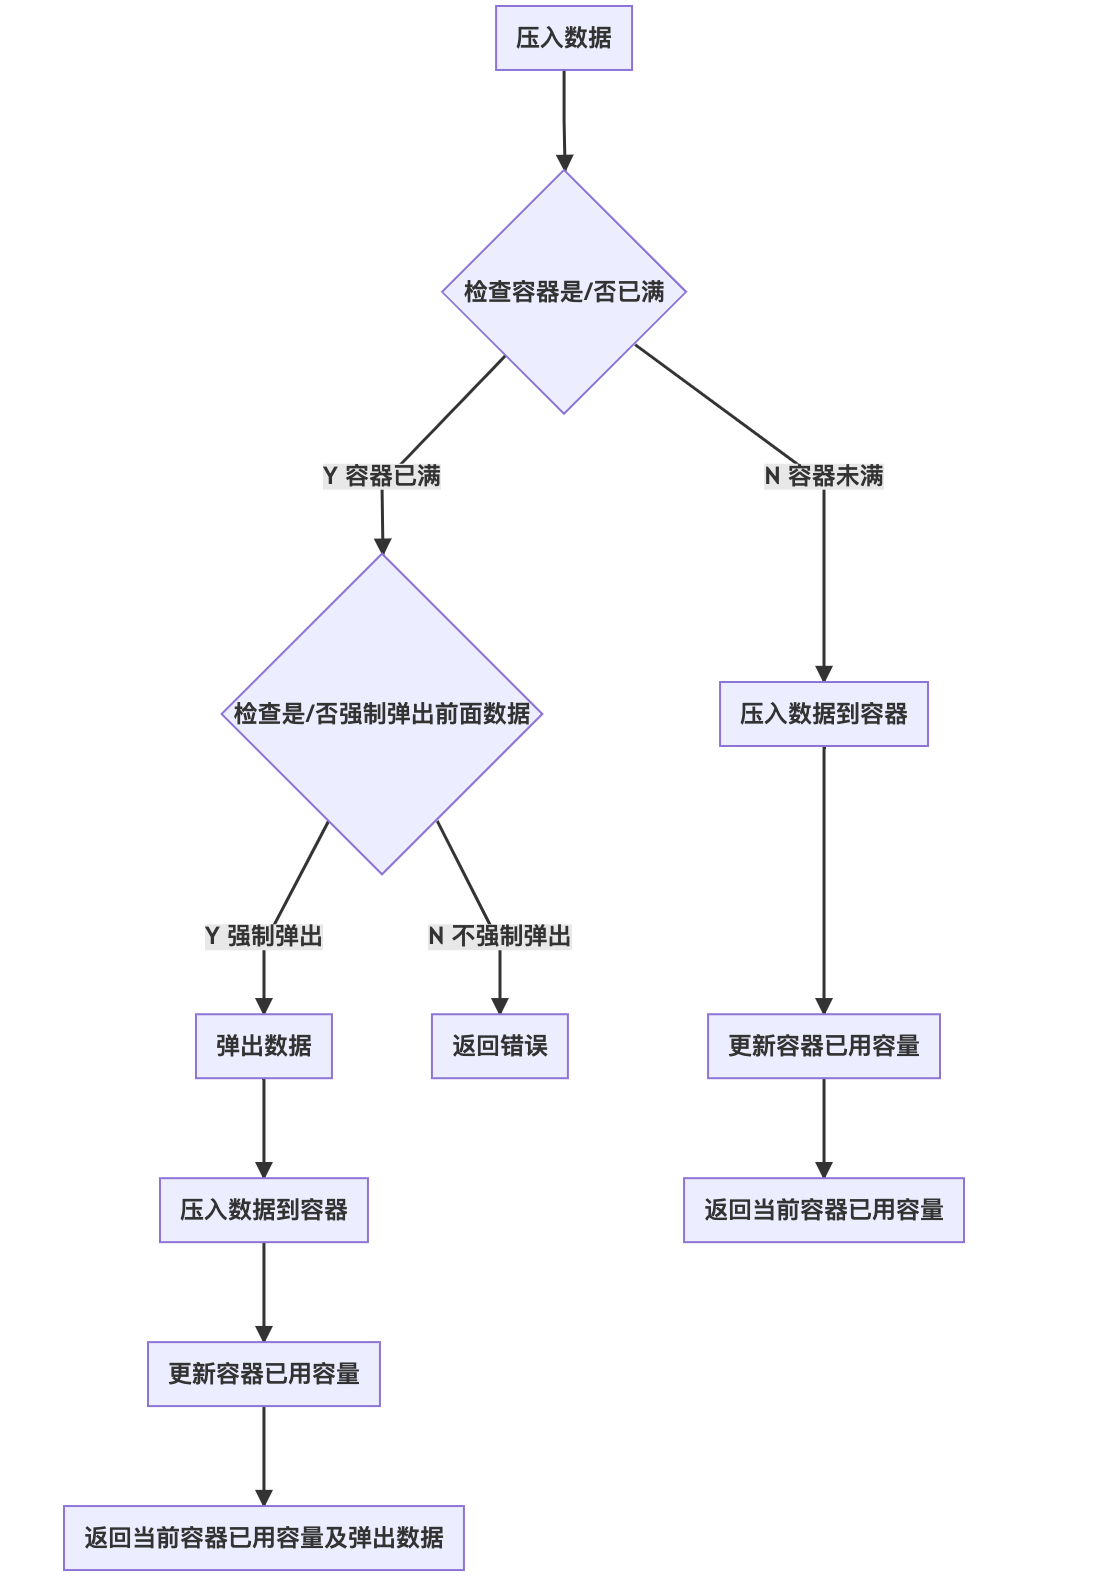 压入数据
检查容器是/否已满
Y 容器已满
N 容器未满
检查是/否强制弹出前面数据
压入数据到容器
Y 强制弹出
N 不强制弹出
弹出数据
返回错误
更新容器已用容量
压入数据到容器
返回当前容器已用容量
更新容器已用容量
返回当前容器已用容量及弹出数据